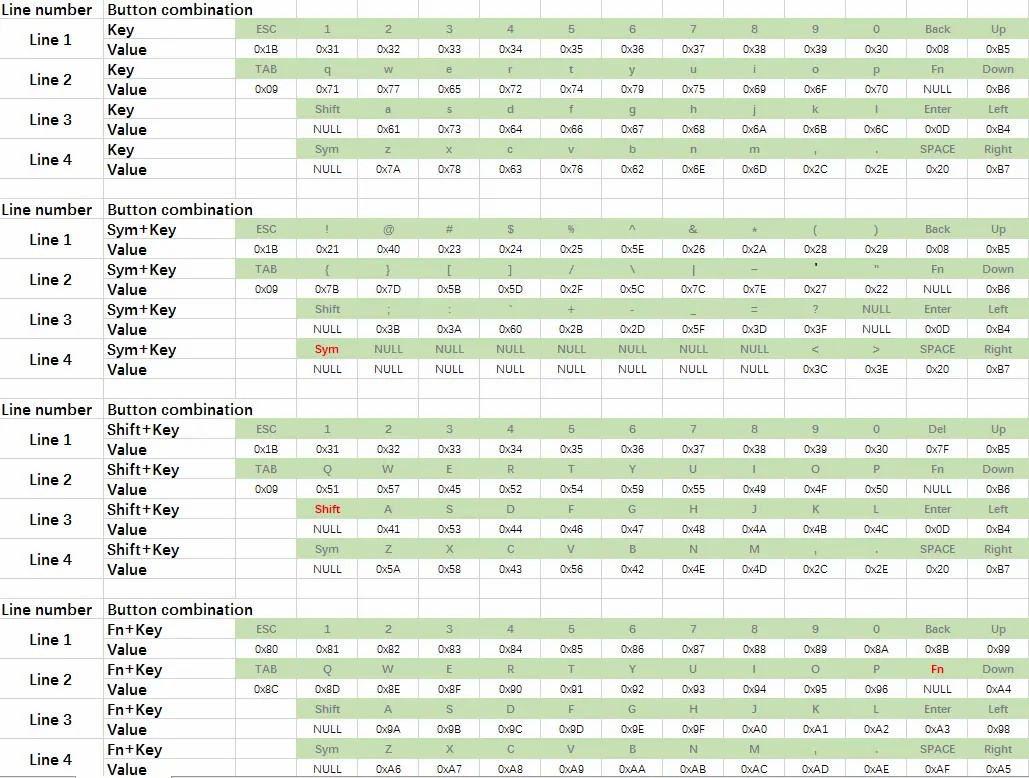 Line number Button combination
Line 1 Key ESC 1 2 3 4 5 6 7 8 9 0 Back Up
Value 0x1B 0x31 0x32 0x33 0x34 0x35 0x36 0x37 0x38 0x39 0x30 0x08 0xB5
Line 2 Key TAB q w e r t y u i o p Fn Down
Value 0x09 0x71 0x77 0x65 0x72 0x74 0x79 0x75 0x69 0x6F 0x70 NULL 0xB6
Line 3 Key Shift a s d f g h j k l Enter Left
Value NULL 0x61 0x73 0x64 0x66 0x67 0x68 0x6A 0x6B 0x6C 0x0D 0xB4
Line 4 Key Sym z x c v b n m , . SPACE Right
Value NULL 0x7A 0x78 0x63 0x76 0x62 0x6E 0x6D 0x2C 0x2E 0x20 0xB7
Line number Button combination
Line 1 Sym+Key ESC ! @ # $ % ^ & * ( ) Back Up
Value 0x1B 0x21 0x40 0x23 0x24 0x25 0x5E 0x26 0x2A 0x28 0x29 0x08 0xB5
Line 2 Sym+Key TAB { } [ ] / \ | ~ ' " Fn Down
Value 0x09 0x7B 0x7D 0x5B 0x5D 0x2F 0x5C 0x7C 0x7E 0x27 0x22 NULL 0xB6
Line 3 Sym+Key Shift ; : ` + - _ = ? NULL Enter Left
Value NULL 0x3B 0x3A 0x60 0x2B 0x2D 0x5F 0x3D 0x3F NULL 0x0D 0xB4
Line 4 Sym+Key Sym NULL NULL NULL NULL NULL NULL NULL < > SPACE Right
Value NULL NULL NULL NULL NULL NULL NULL NULL 0x3C 0x3E 0x20 0xB7
Line number Button combination
Line 1 Shift+Key ESC 1 2 3 4 5 6 7 8 9 0 Del Up
Value 0x1B 0x31 0x32 0x33 0x34 0x35 0x36 0x37 0x38 0x39 0x30 0x7F 0xB5
Line 2 Shift+Key TAB Q W E R T Y U I O P Fn Down
Value 0x09 0x51 0x57 0x45 0x52 0x54 0x59 0x55 0x49 0x4F 0x50 NULL 0xB6
Line 3 Shift+Key Shift A S D F G H J K L Enter Left
Value NULL 0x41 0x53 0x44 0x46 0x47 0x48 0x4A 0x4B 0x4C 0x0D 0xB4
Line 4 Shift+Key Sym Z X C V B N M , . SPACE Right
Value NULL 0x5A 0x58 0x43 0x56 0x42 0x4E 0x4D 0x2C 0x2E 0x20 0xB7
Line number Button combination
Line 1 Fn+Key ESC 1 2 3 4 5 6 7 8 9 0 Back Up
Value 0x80 0x81 0x82 0x83 0x84 0x85 0x86 0x87 0x88 0x89 0x8A 0x8B 0x99
Line 2 Fn+Key TAB Q W E R T Y U I O P Fn Down
Value 0x8C 0x8D 0x8E 0x8F 0x90 0x91 0x92 0x93 0x94 0x95 0x96 NULL 0xA4
Line 3 Fn+Key Shift A S D F G H J K L Enter Left
Value NULL 0x9A 0x9B 0x9C 0x9D 0x9E 0x9F 0xA0 0xA1 0xA2 0xA3 0x98
Line 4 Fn+Key Sym Z X C V B N M , . SPACE Right
Value NULL 0xA6 0xA7 0xA8 0xA9 0xAA 0xAB 0xAC 0xAD 0xAE 0xAF 0xA5